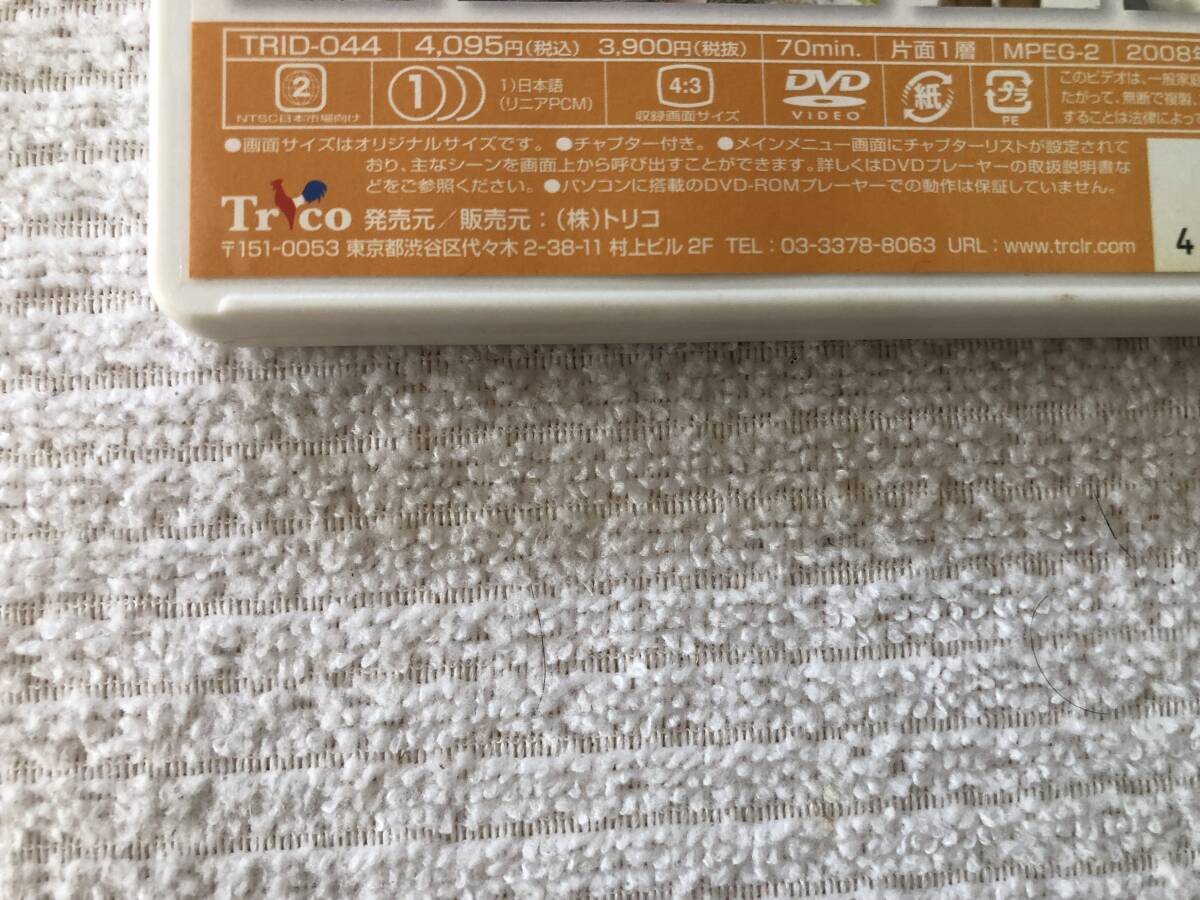 TRID-044 4,095円(税込) 3,900円(税抜) 70min. 片面1層 MPEG-2 2008年
2 NTSC日本市場向け
1) 1)日本語
(リニアPCM)
4:3 収録画面サイズ
DVD VIDEO
紙
プラ PE
このビデオは、一般家庭
たがって、無断で複製、
することは法律によって
●画面サイズはオリジナルサイズです。 ●チャプター付き。 ●メインメニュー画面にチャプターリストが設定されて
おり、主なシーンを画面上から呼び出すことができます。詳しくはDVDプレーヤーの取扱説明書な
どをご参照ください。 ●パソコンに搭載のDVD-ROMプレーヤーでの動作は保証していません。
Tryco 発売元／販売元：(株)トリコ
〒151-0053 東京都渋谷区代々木 2-38-11 村上ビル 2F TEL：03-3378-8063 URL：www.trclr.com
4